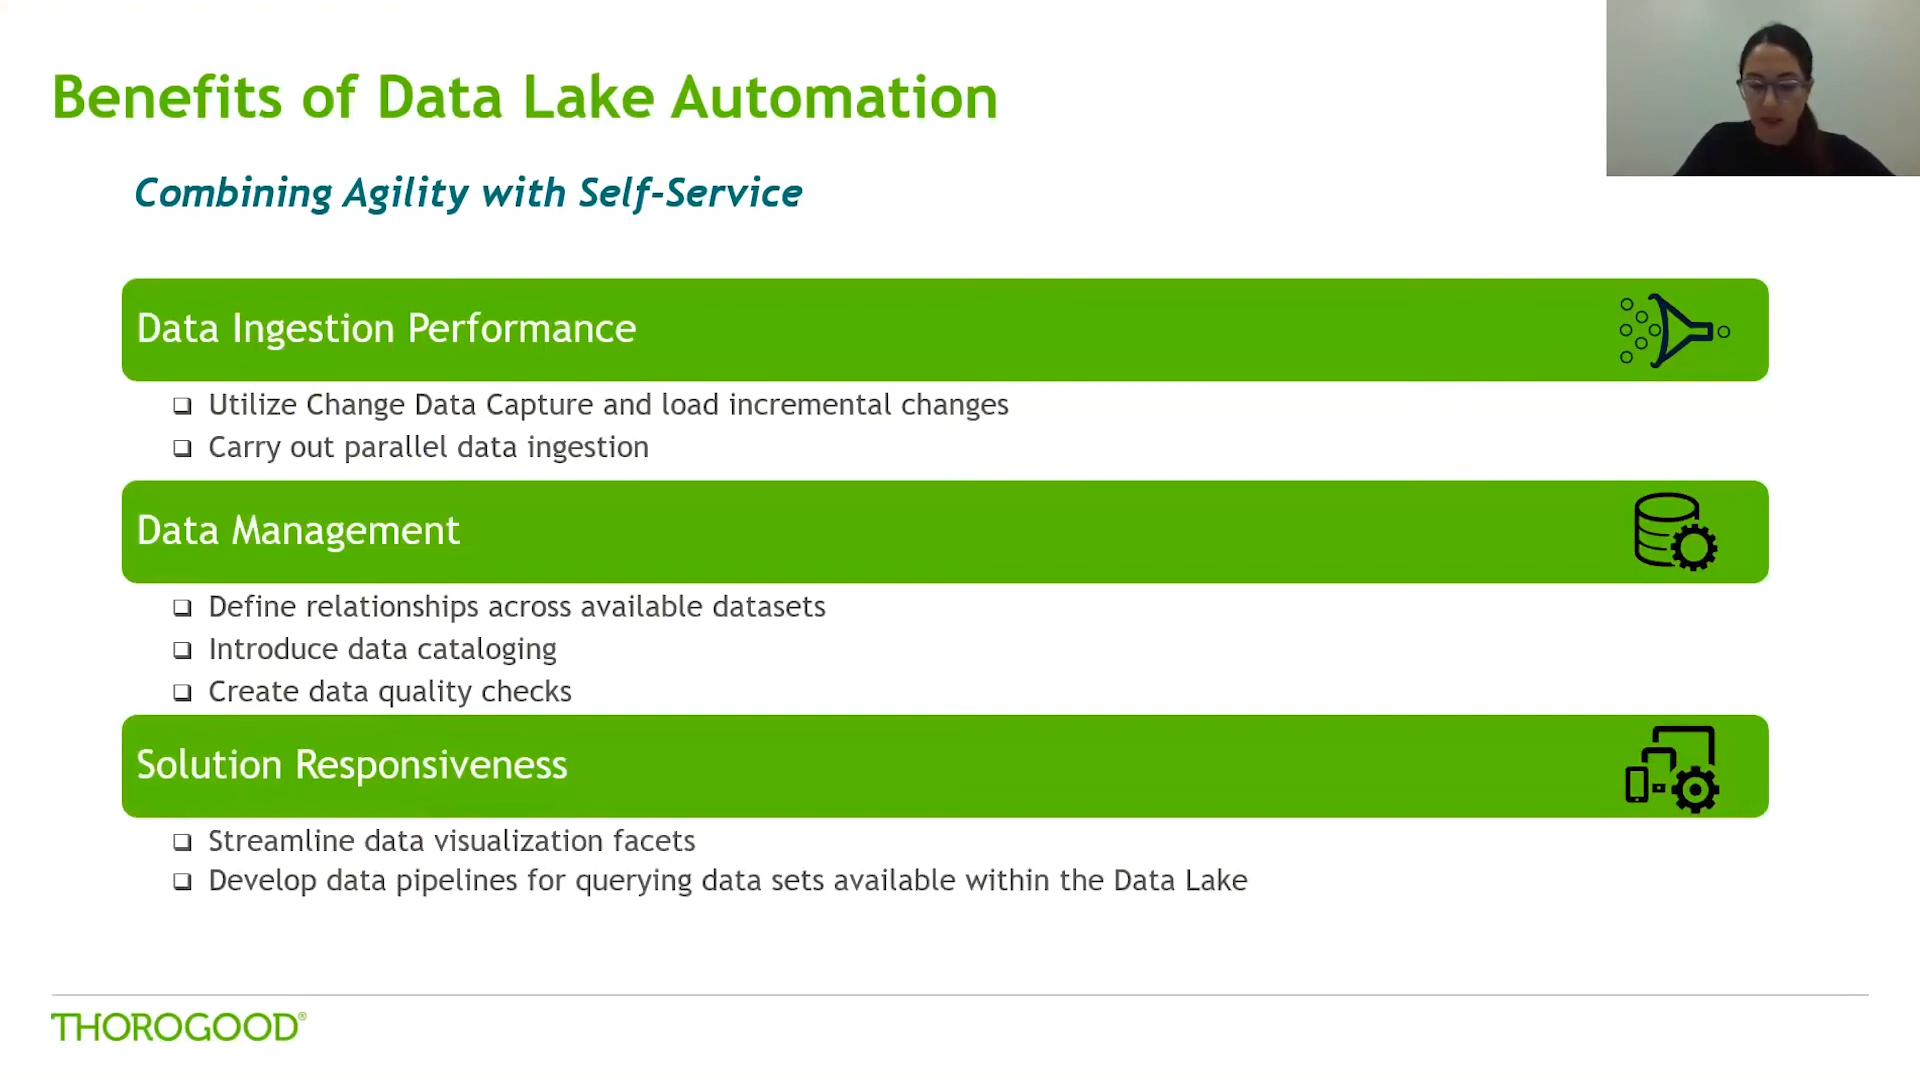 Benefits of Data Lake Automation
Combining Agility with Self-Service
Data Ingestion Performance
Utilize Change Data Capture and load incremental changes
Carry out parallel data ingestion
Data Management
Define relationships across available datasets
Introduce data cataloging
Create data quality checks
Solution Responsiveness
Streamline data visualization facets
Develop data pipelines for querying data sets available within the Data Lake
THOROGOOD®